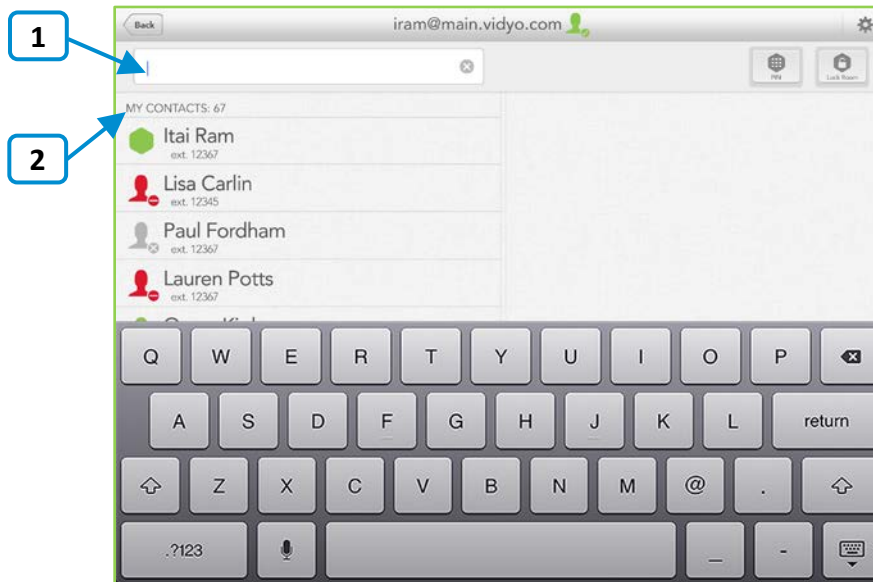 Back
iram@main.vidyo.com
1
PIN
Lock Room
MY CONTACTS: 67
2
Itai Ram
ext. 12367
Lisa Carlin
ext. 12345
Paul Fordham
ext. 12367
Lauren Potts
ext. 12367
Q W E R T Y U I O P
A S D F G H J K L return
Z X C V B N M @ .
.?123 _ -